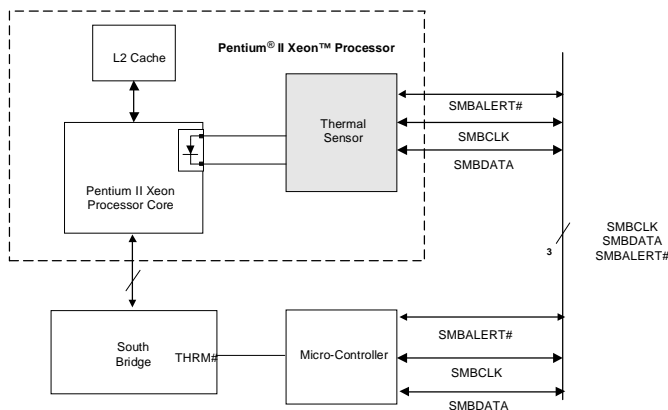 L2 Cache
Pentium® II Xeon™ Processor
Thermal
Sensor
SMBALERT#
SMBCLK
SMBDATA
Pentium II Xeon
Processor Core
3
SMBCLK
SMBDATA
SMBALERT#
South
Bridge
THRM#
Micro-Controller
SMBALERT#
SMBCLK
SMBDATA